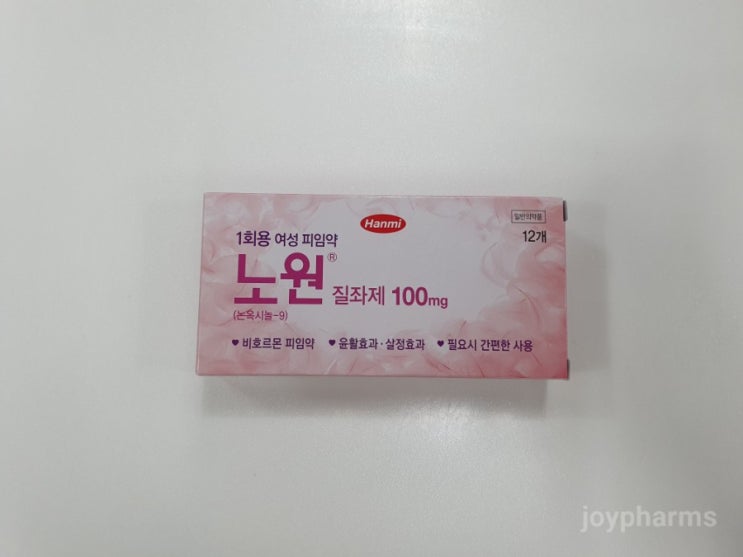 Hanmi
일반의약품
1회용 여성 피임약
12개
노원®
질좌제 100mg
(논옥시놀-9)
♥ 비호르몬 피임약 ♥ 윤활효과·살정효과 ♥ 필요시 간편한 사용
joypharms